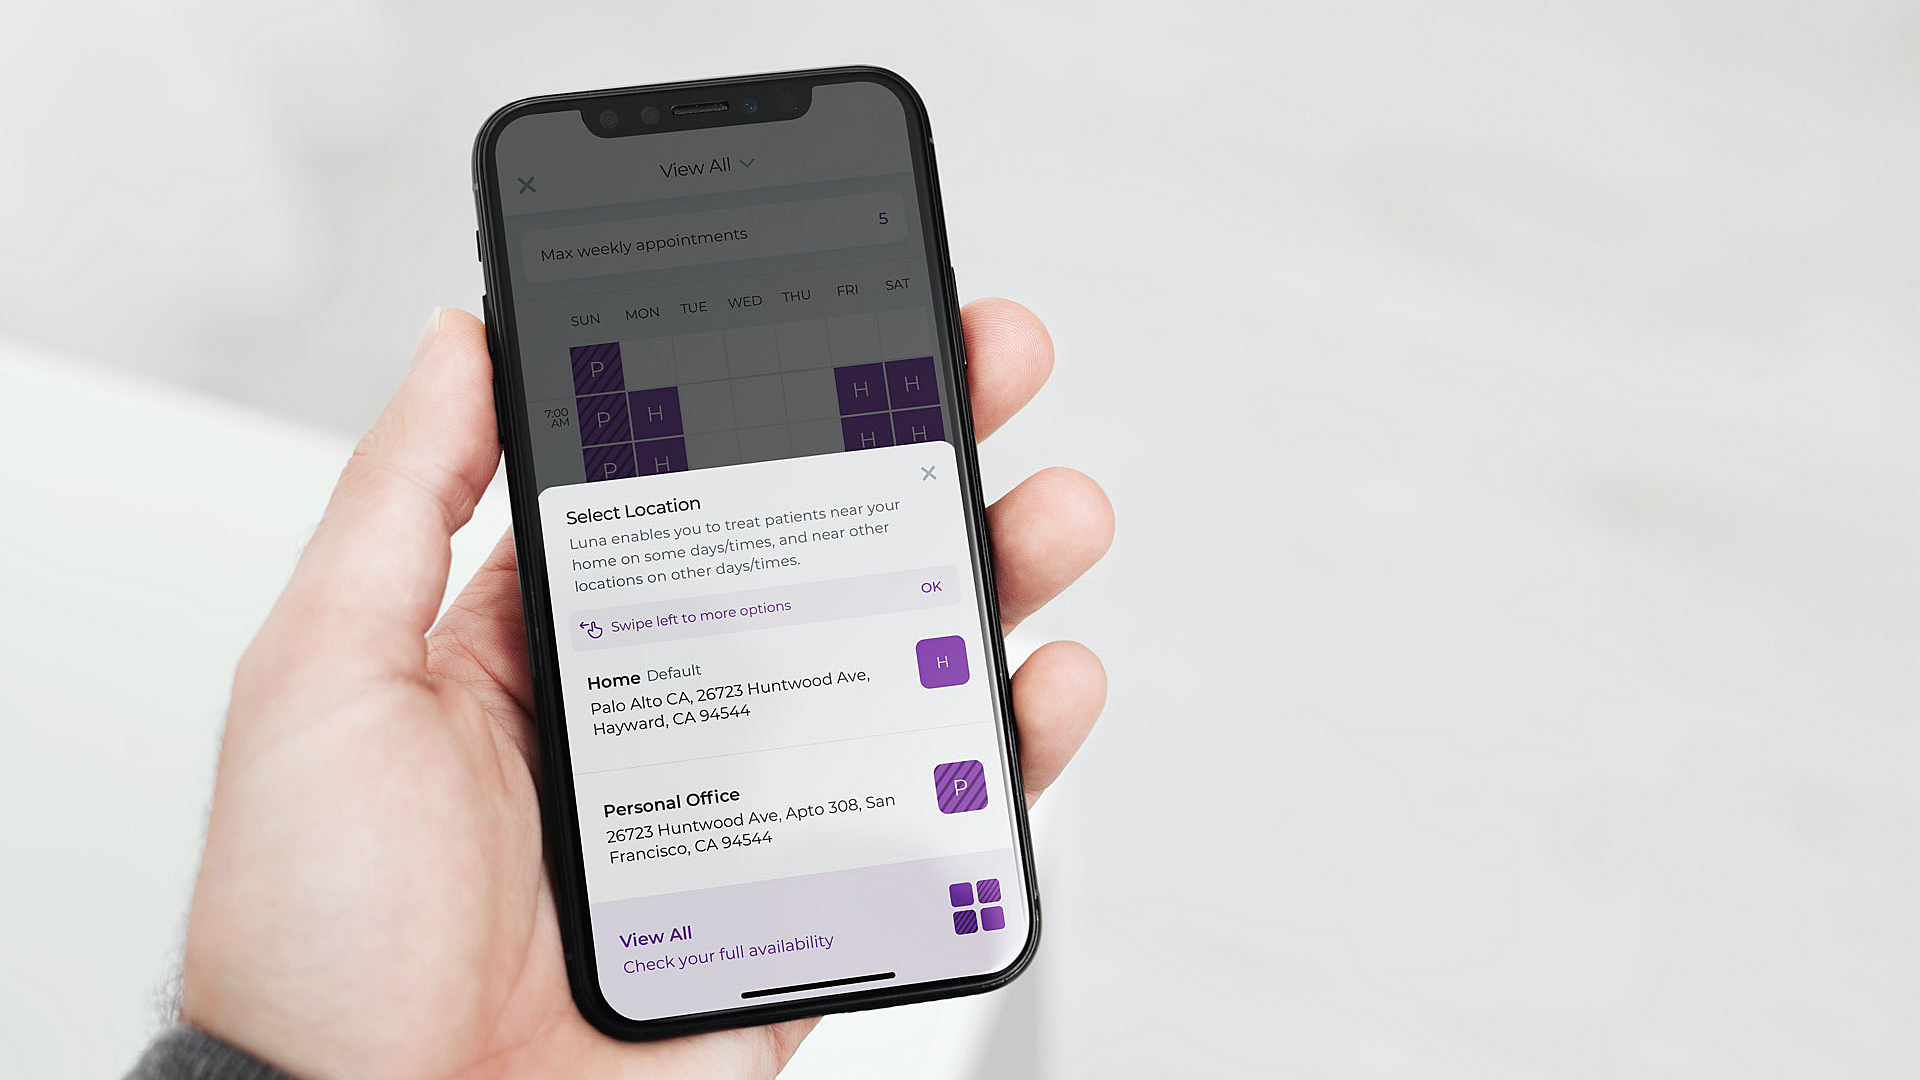 View All
Max weekly appointments 5
SUN MON TUE WED THU FRI SAT
P
H H
7:00
AM
P H
H H
P H
Select Location
Luna enables you to treat patients near your
home on some days/times, and near other
locations on other days/times.
Swipe left to more options OK
Home Default
H
Palo Alto CA, 26723 Huntwood Ave,
Hayward, CA 94544
Personal Office
P
26723 Huntwood Ave, Apto 308, San
Francisco, CA 94544
View All
Check your full availability